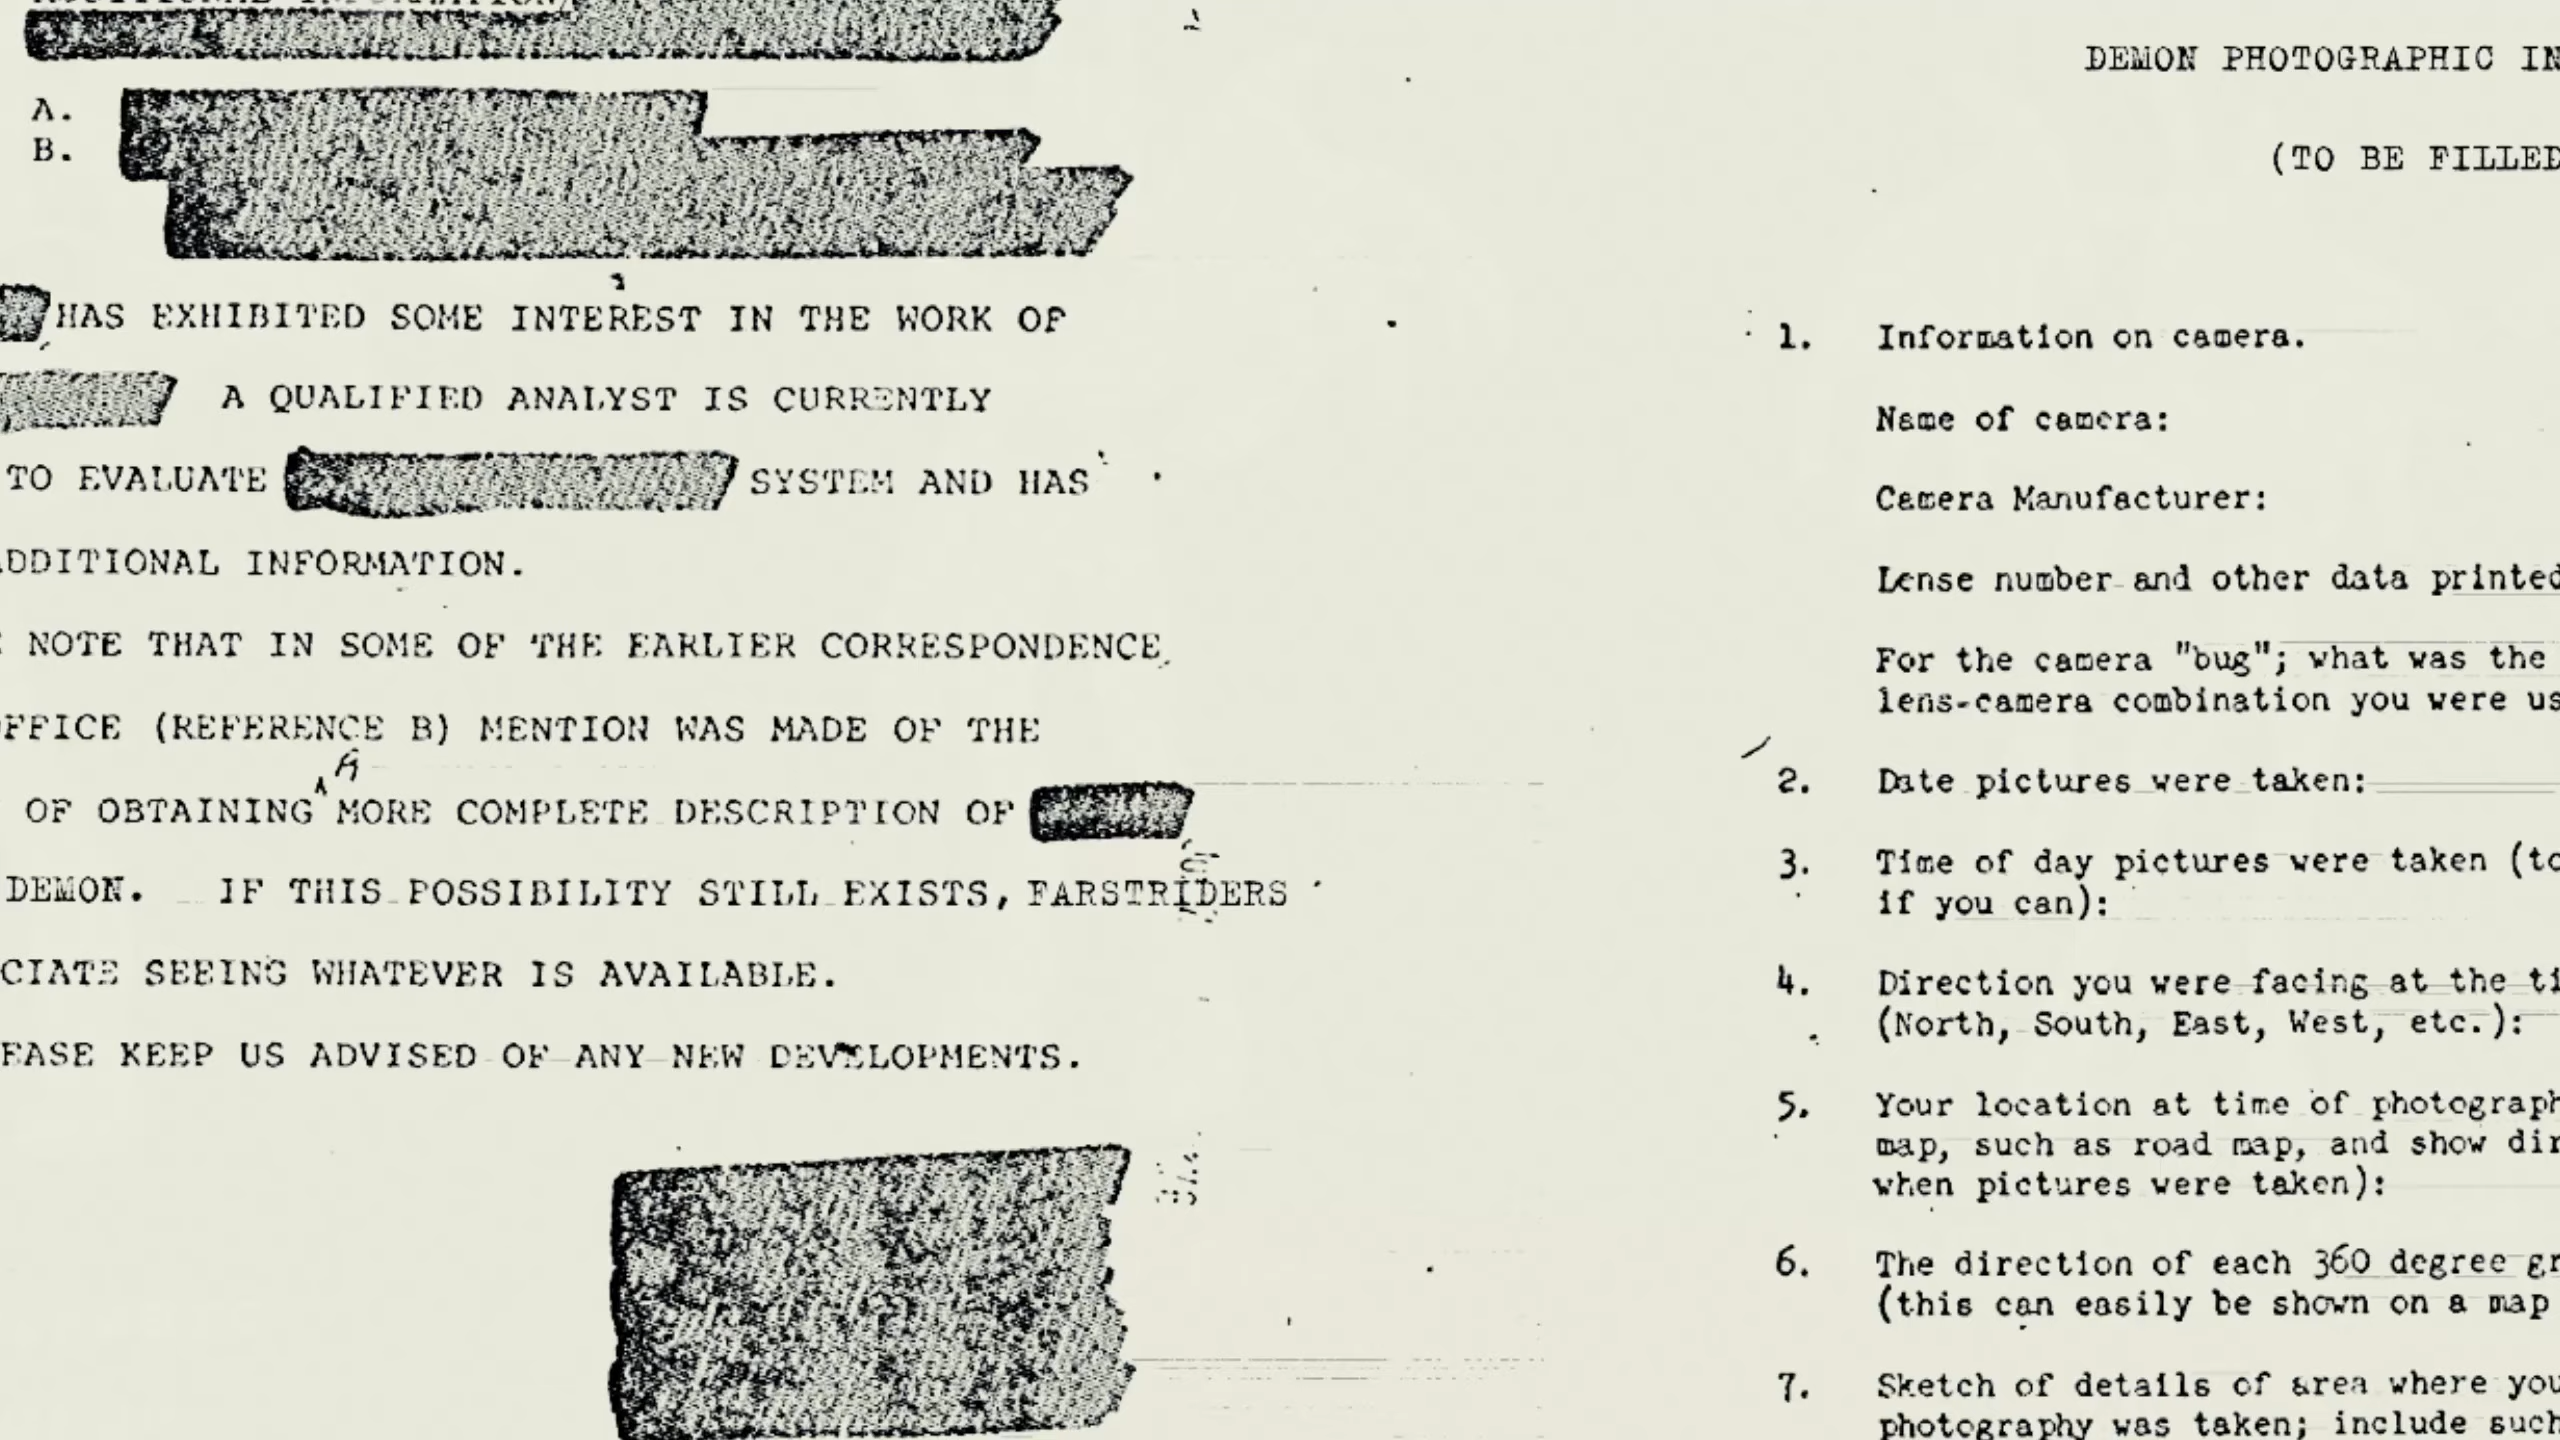 ADDITIONAL INFORMATION
A.
B.
HAS EXHIBITED SOME INTEREST IN THE WORK OF
A QUALIFIED ANALYST IS CURRENTLY
TO EVALUATE SYSTEM AND HAS
ADDITIONAL INFORMATION.
NOTE THAT IN SOME OF THE EARLIER CORRESPONDENCE
OFFICE (REFERENCE B) MENTION WAS MADE OF THE
A
OF OBTAINING MORE COMPLETE DESCRIPTION OF
DEMON. IF THIS POSSIBILITY STILL EXISTS, FARSTRIDERS
CIATE SEEING WHATEVER IS AVAILABLE.
EASE KEEP US ADVISED OF ANY NEW DEVELOPMENTS.
DEMON PHOTOGRAPHIC IN
(TO BE FILLED
1. Information on camera.
Name of camera:
Camera Manufacturer:
Lense number and other data printed
For the camera "bug"; what was the
lens-camera combination you were us
2. Date pictures were taken:
3. Time of day pictures were taken (to
if you can):
4. Direction you were facing at the ti
(North, South, East, West, etc.):
5. Your location at time of photograph
map, such as road map, and show dir
when pictures were taken):
6. The direction of each 360 degree gr
(this can easily be shown on a map
7. Sketch of details of area where you
photography was taken; include such